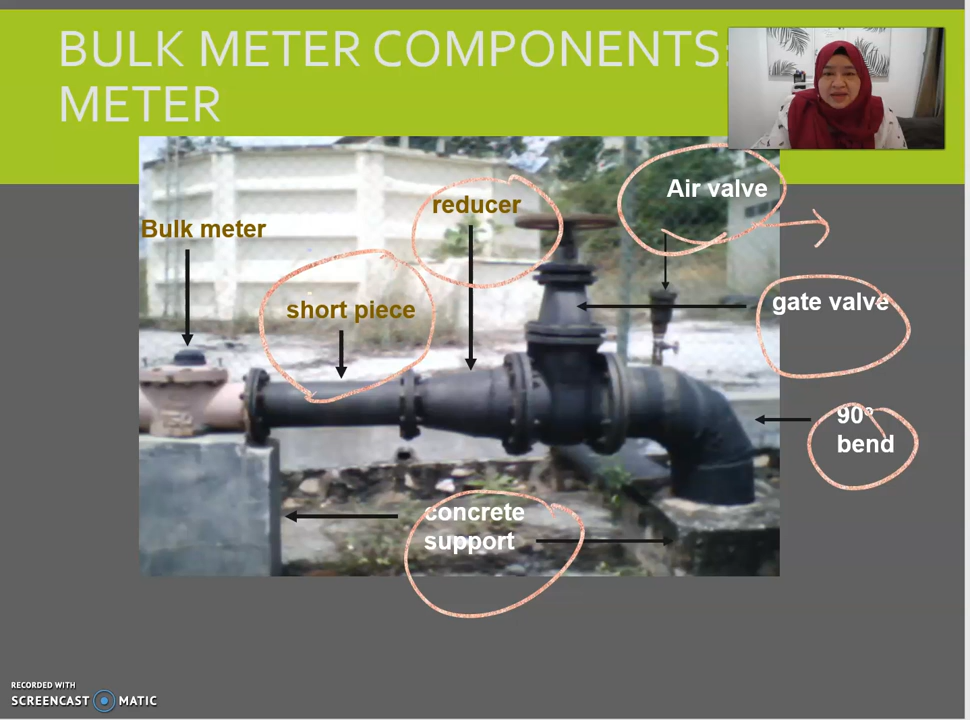 BULK METER COMPONENTS:
METER
Air valve
reducer
Bulk meter
gate valve
short piece
90°
bend
concrete
support
RECORDED WITH
SCREENCAST MATIC